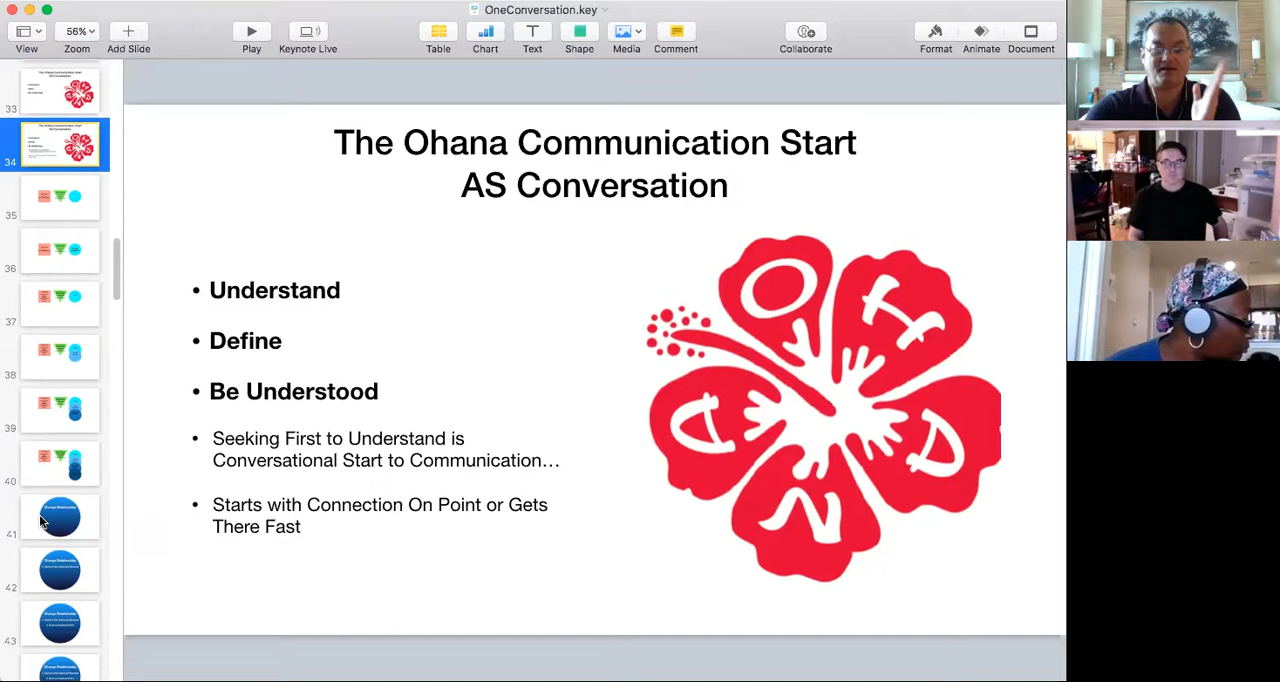 OneConversation.key
56%
View
Zoom
Add Slide
Play
Keynote Live
Table
Chart
Text
Shape
Media
Comment
Collaborate
Format
Animate
Document
33
34
35
36
37
38
39
40
41
42
43
The Ohana Communication Start
AS Conversation
• Understand
• Define
• Be Understood
• Seeking First to Understand is
Conversational Start to Communication…
• Starts with Connection On Point or Gets
There Fast
O
H
A
N
A